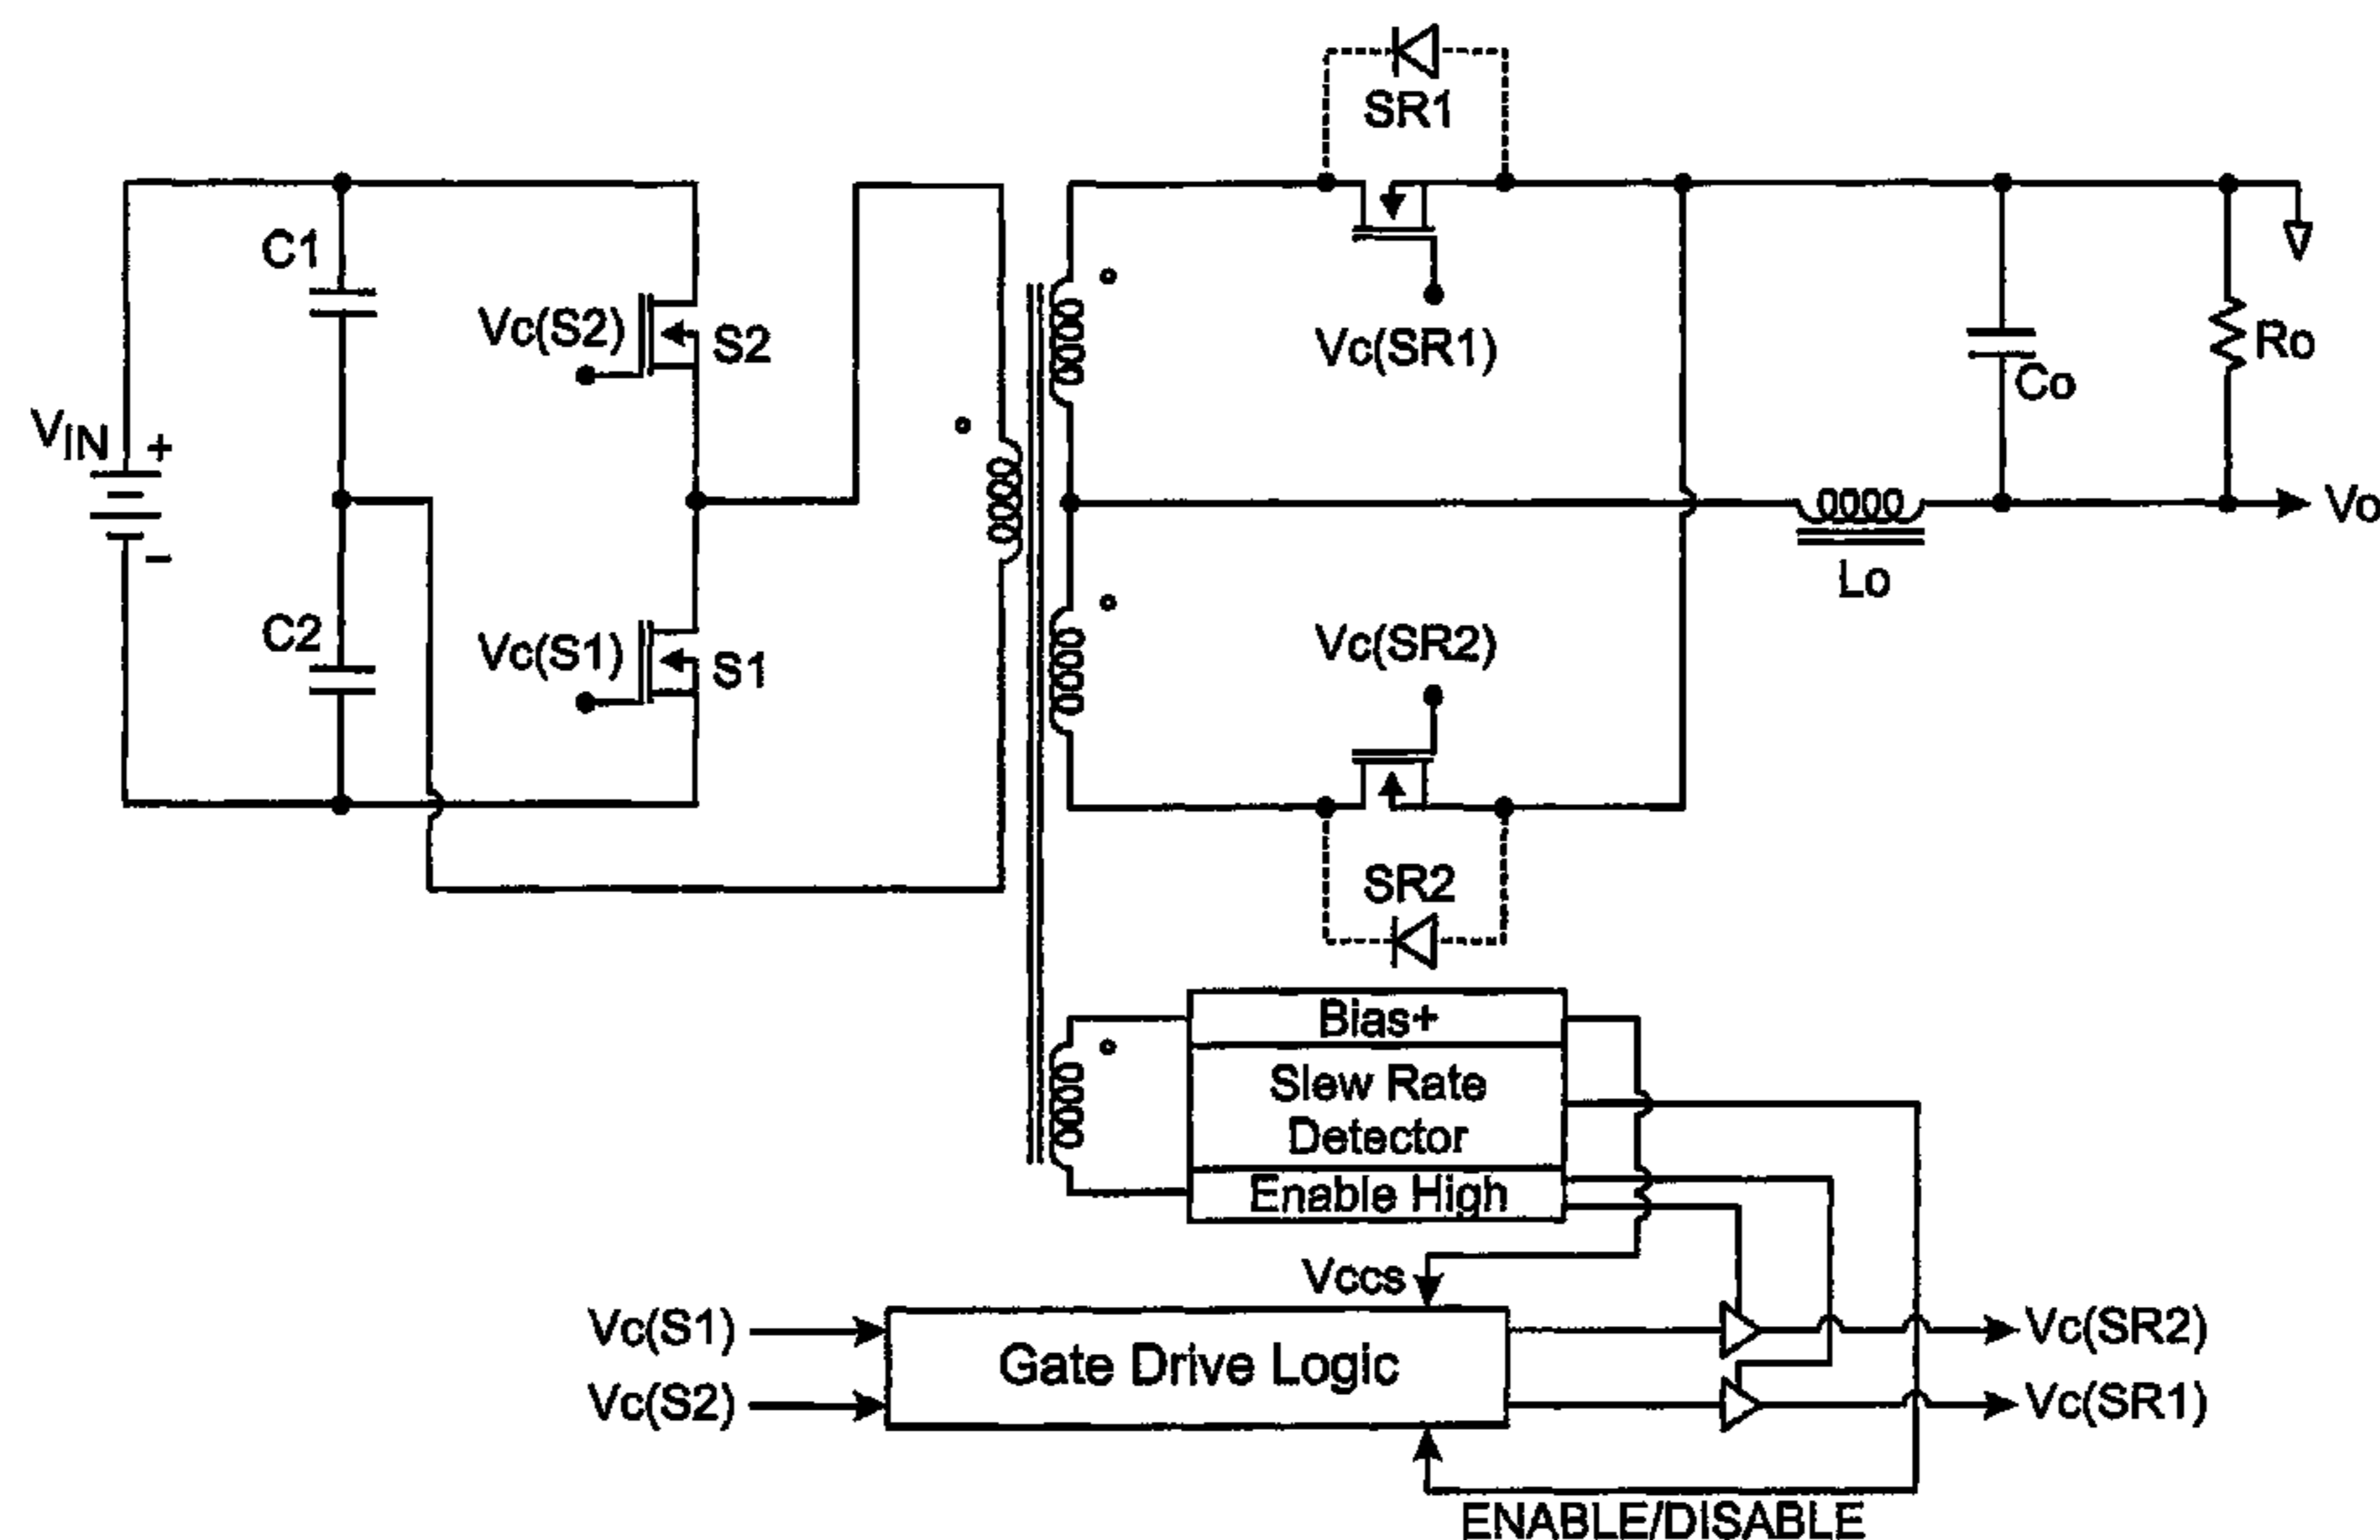 SR1
C1
Vc(S2)
S2
Vc(SR1)
Ro
Co
VIN
+
-
Vo
Lo
C2
Vc(S1)
S1
Vc(SR2)
SR2
Bias+
Slew Rate
Detector
Enable High
Vccs
Vc(S1)
Vc(S2)
Gate Drive Logic
Vc(SR2)
Vc(SR1)
ENABLE/DISABLE